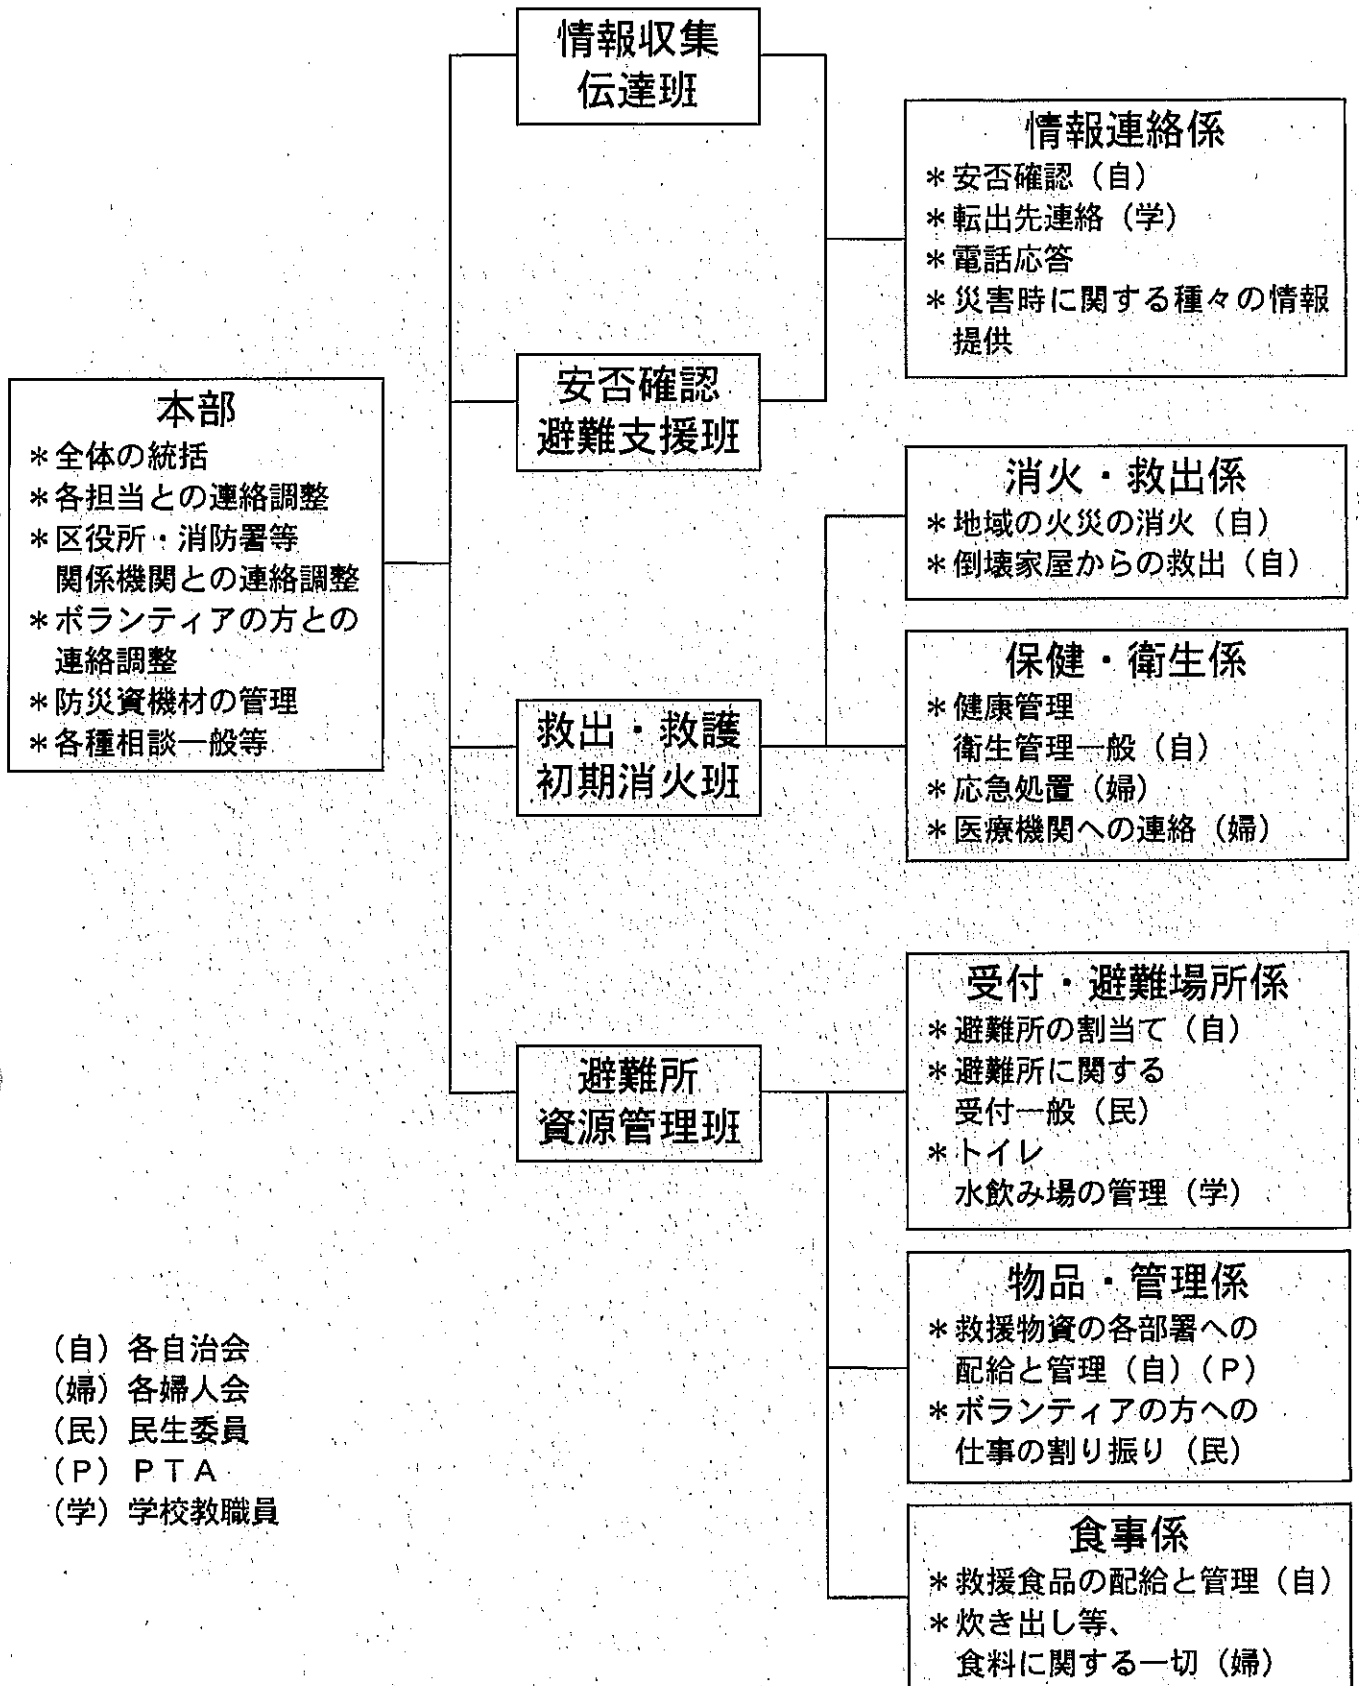 情報収集
伝達班
情報連絡係
＊安否確認（自）
＊転出先連絡（学）
＊電話応答
＊災害時に関する種々の情報
提供
安否確認
避難支援班
本部
＊全体の統括
＊各担当との連絡調整
＊区役所・消防署等
関係機関との連絡調整
＊ボランティアの方との
連絡調整
＊防災資機材の管理
＊各種相談一般等
消火・救出係
＊地域の火災の消火（自）
＊倒壊家屋からの救出（自）
救出・救護
初期消火班
保健・衛生係
＊健康管理
衛生管理一般（自）
＊応急処置（婦）
＊医療機関への連絡（婦）
避難所
資源管理班
受付・避難場所係
＊避難所の割当て（自）
＊避難所に関する
受付一般（民）
＊トイレ
水飲み場の管理（学）
物品・管理係
＊救援物資の各部署への
配給と管理（自）（Ｐ）
＊ボランティアの方への
仕事の割り振り（民）
食事係
＊救援食品の配給と管理（自）
＊炊き出し等、
食料に関する一切（婦）
（自）各自治会
（婦）各婦人会
（民）民生委員
（Ｐ）ＰＴＡ
（学）学校教職員